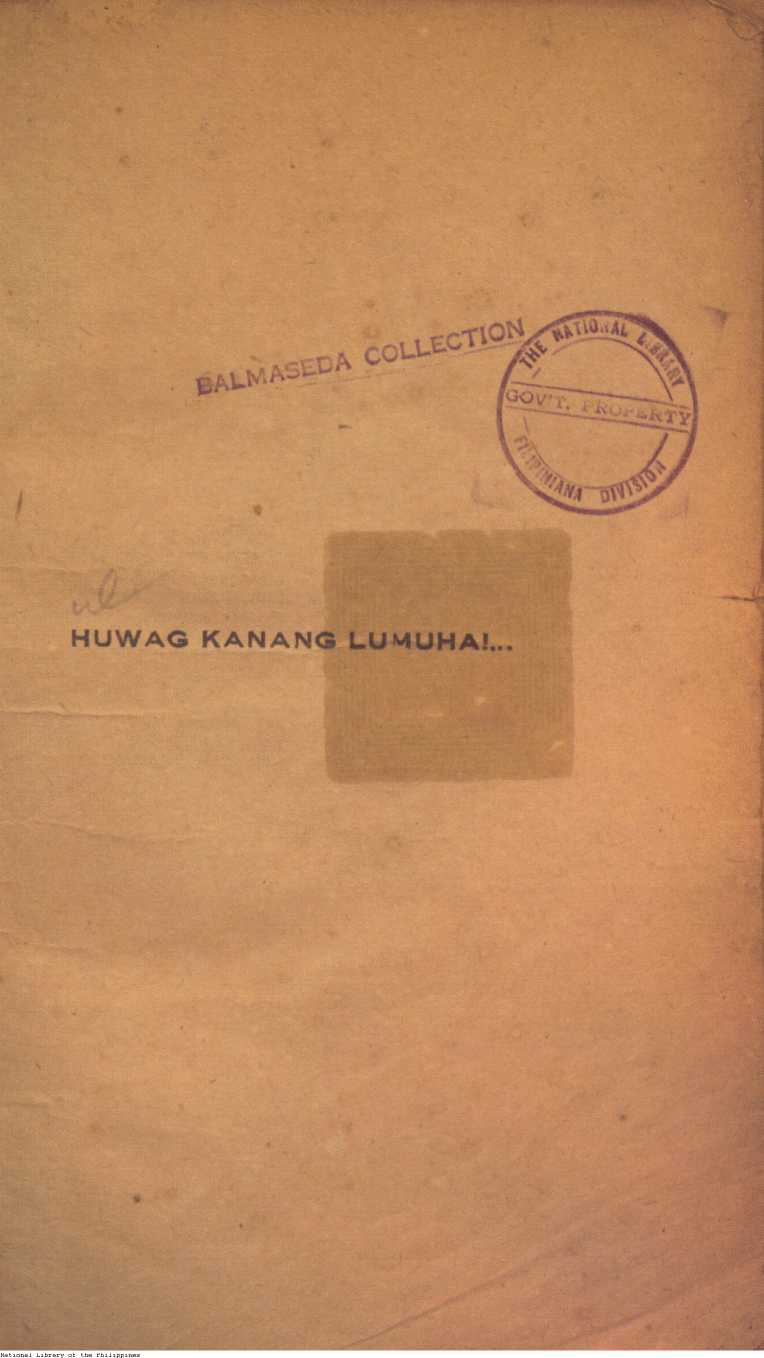 BALMASEDA COLLECTION
THE NATIONAL LIBRARY
GOV'T. PROPERTY
FILIPINIANA DIVISION
HUWAG KANANG LUMUHA!...
National Library of the Philippines